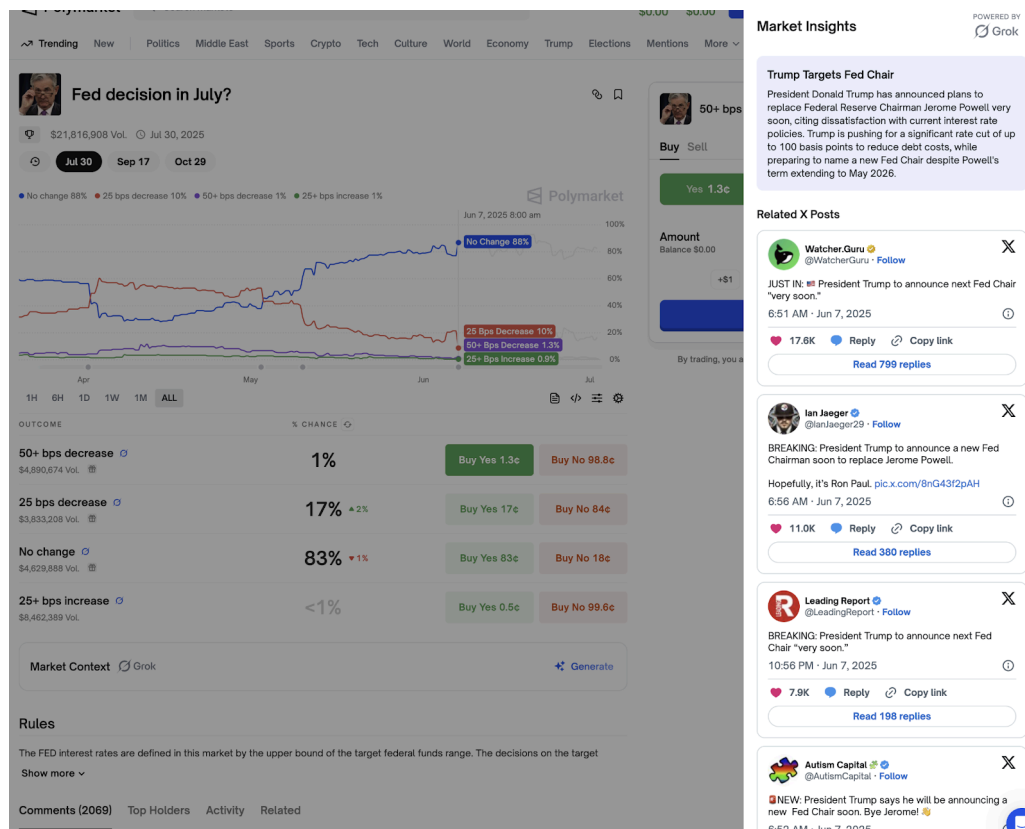 Polymarket
$0.00 $0.00
Trending New Politics Middle East Sports Crypto Tech Culture World Economy Trump Elections Mentions More
Fed decision in July?
$21,816,908 Vol. Jul 30, 2025
Jul 30 Sep 17 Oct 29
No change 88% 25 bps decrease 10% 50+ bps decrease 1% 25+ bps increase 1%
Polymarket
Jun 7, 2025 8:00 am
100%
No Change 88%
80%
60%
40%
25 Bps Decrease 10%
20%
50+ Bps Decrease 1.3%
25+ Bps Increase 0.9%
0%
Apr May Jun Jul
1H 6H 1D 1W 1M ALL
OUTCOME % CHANCE
50+ bps decrease
$4,890,674 Vol.
1%
Buy Yes 1.3¢ Buy No 98.8¢
25 bps decrease
$3,833,208 Vol.
17% 2%
Buy Yes 17¢ Buy No 84¢
No change
$4,629,888 Vol.
83% 1%
Buy Yes 83¢ Buy No 18¢
25+ bps increase
$8,462,389 Vol.
<1%
Buy Yes 0.5¢ Buy No 99.6¢
Market Context Grok Generate
Rules
The FED interest rates are defined in this market by the upper bound of the target federal funds range. The decisions on the target
Show more
Comments (2069) Top Holders Activity Related
50+ bps
Buy Sell
Yes 1.3¢
Amount
Balance $0.00
+$1
By trading, you a
Market Insights
POWERED BY
Grok
Trump Targets Fed Chair
President Donald Trump has announced plans to
replace Federal Reserve Chairman Jerome Powell very
soon, citing dissatisfaction with current interest rate
policies. Trump is pushing for a significant rate cut of up
to 100 basis points to reduce debt costs, while
preparing to name a new Fed Chair despite Powell's
term extending to May 2026.
Related X Posts
Watcher.Guru
@WatcherGuru · Follow
JUST IN: 🇺🇸 President Trump to announce next Fed Chair
"very soon."
6:51 AM · Jun 7, 2025
17.6K Reply Copy link
Read 799 replies
Ian Jaeger
@IanJaeger29 · Follow
BREAKING: President Trump to announce a new Fed
Chairman soon to replace Jerome Powell.
Hopefully, it's Ron Paul. pic.x.com/8nG43f2pAH
6:56 AM · Jun 7, 2025
11.0K Reply Copy link
Read 380 replies
Leading Report
@LeadingReport · Follow
BREAKING: President Trump to announce next Fed
Chair "very soon."
10:56 PM · Jun 7, 2025
7.9K Reply Copy link
Read 198 replies
Autism Capital 🧩
@AutismCapital · Follow
🚨NEW: President Trump says he will be announcing a
new Fed Chair soon. Bye Jerome! 👋
6:52 AM · Jun 7, 2025